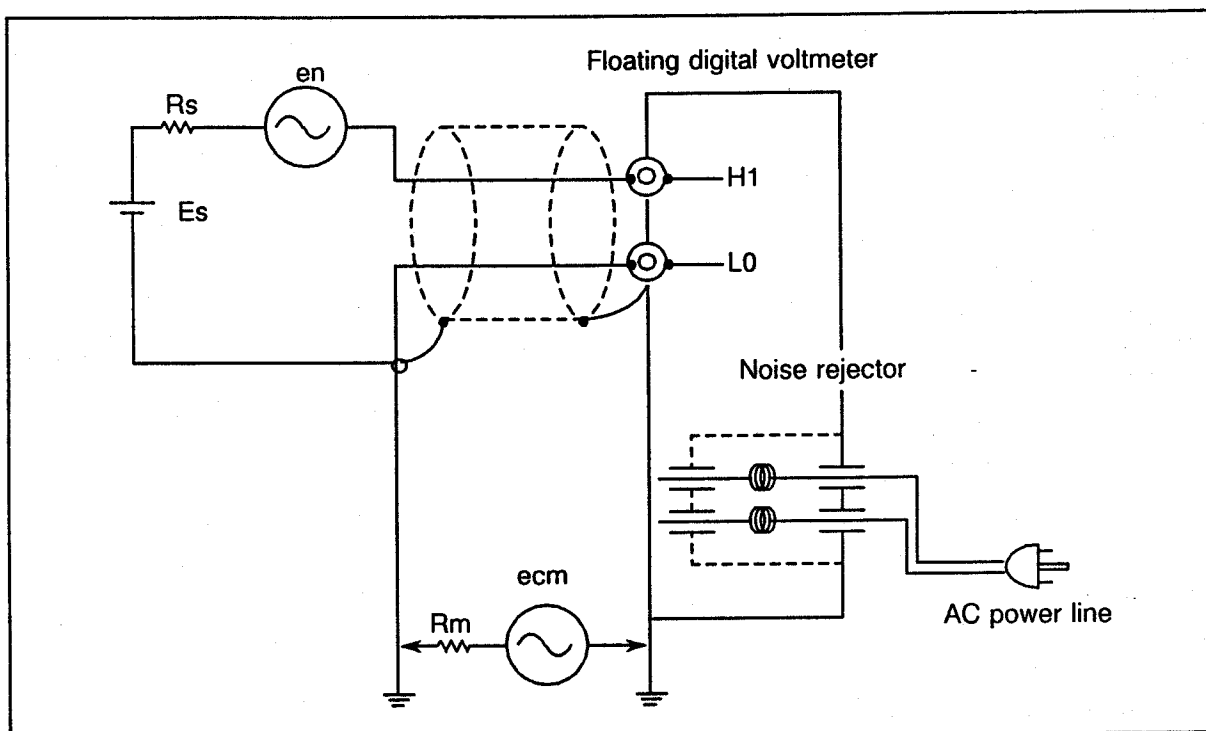 Floating digital voltmeter
en
Rs
H1
Es
L0
Noise rejector
ecm
Rm
AC power line